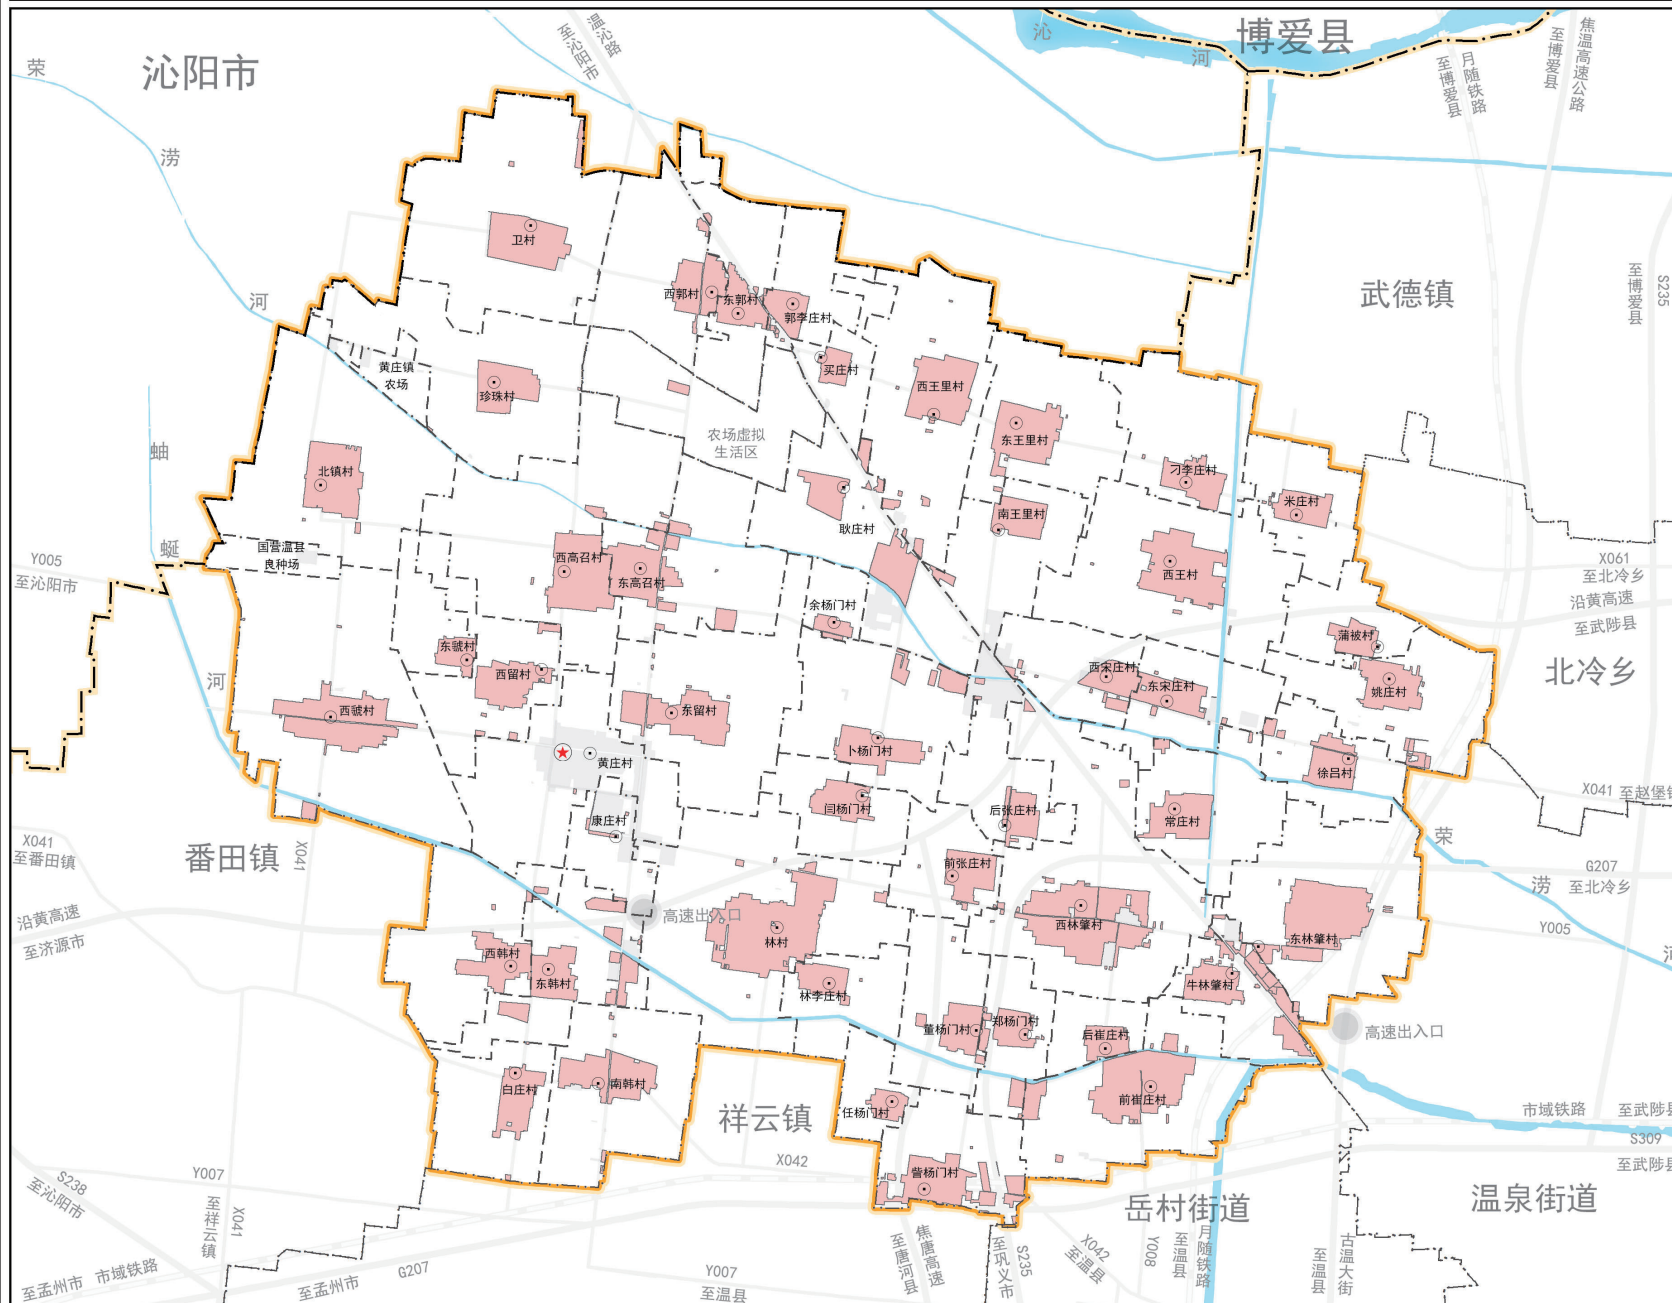 沁阳市
博爱县
荣
涝
河
沁
河
温沁路
至沁阳市
月随铁路
至博爱县
焦温高速公路
至博爱县
武德镇
至博爱县
S235
卫村
西郭村
东郭村
郭李庄村
买庄村
黄庄镇
农场
珍珠村
西王里村
东王里村
农场虚拟
生活区
北镇村
刁李庄村
米庄村
南王里村
耿庄村
蚰
蜒
河
国营温县
良种场
Y005
至沁阳市
西高召村
东高召村
西王村
X061
至北冷乡
沿黄高速
至武陟县
余杨门村
蒲被村
东虢村
西留村
西宋庄村
东宋庄村
姚庄村
北冷乡
西虢村
东留村
卜杨门村
黄庄村
徐吕村
X041
至赵堡镇
闫杨门村
后张庄村
常庄村
康庄村
荣
涝
河
X041
至番田镇
番田镇
X041
前张庄村
G207
至北冷乡
沿黄高速
至济源市
高速出入口
林村
西林肇村
东林肇村
Y005
西韩村
东韩村
林李庄村
牛林肇村
董杨门村
郑杨门村
后崔庄村
高速出入口
白庄村
南韩村
任杨门村
前崔庄村
祥云镇
市域铁路
至武陟县
S309
至武陟县
X042
Y007
訾杨门村
S238
至沁阳市
X041
至祥云镇
岳村街道
温泉街道
至孟州市
市域铁路
至孟州市
G207
Y007
至温县
焦唐高速
至唐河县
S235
至巩义市
X042
至温县
Y008
月随铁路
至温县
古温大街
至温县